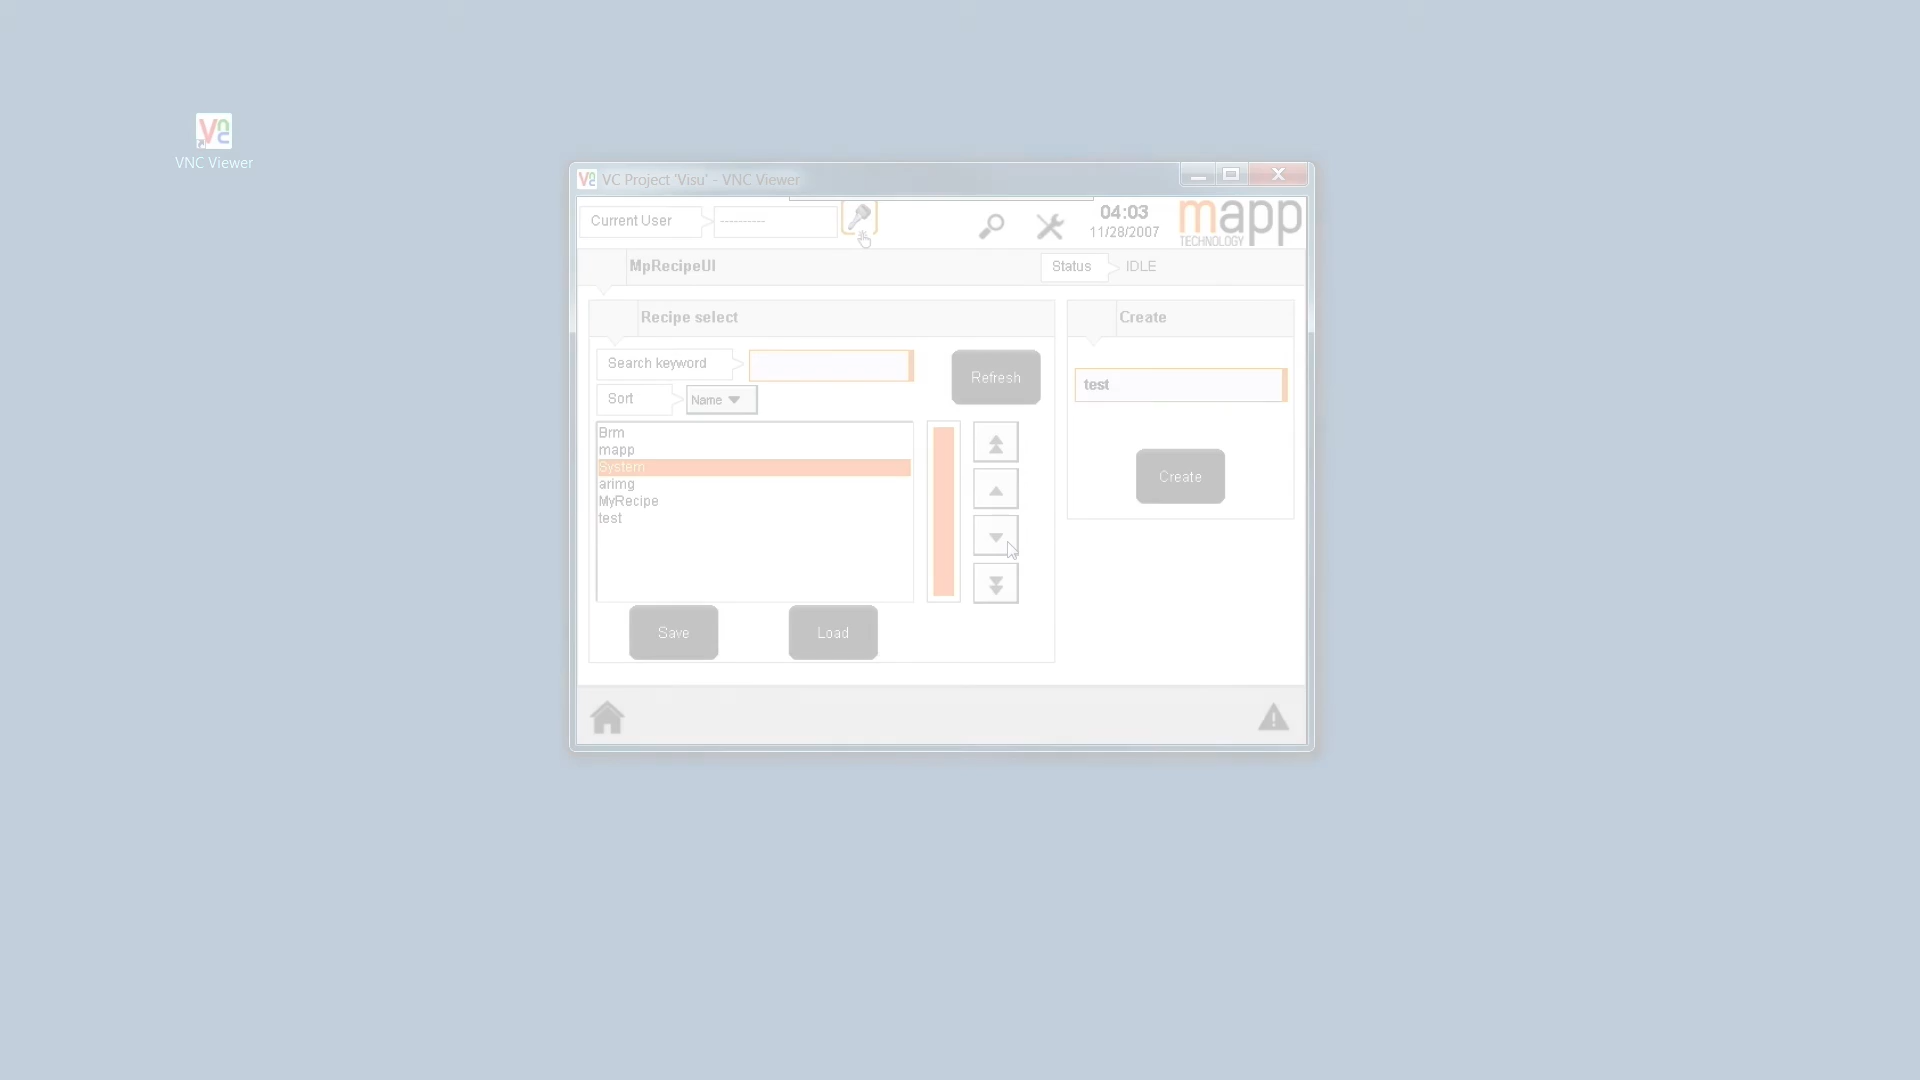 VNC Viewer
VC Project 'Visu' - VNC Viewer
Current User
----------
04:03
11/28/2007
mapp
TECHNOLOGY
MpRecipeUI
Status
IDLE
Recipe select
Create
Search keyword
Refresh
test
Sort
Name
Brm
mapp
System
arimg
MyRecipe
test
Create
Save
Load